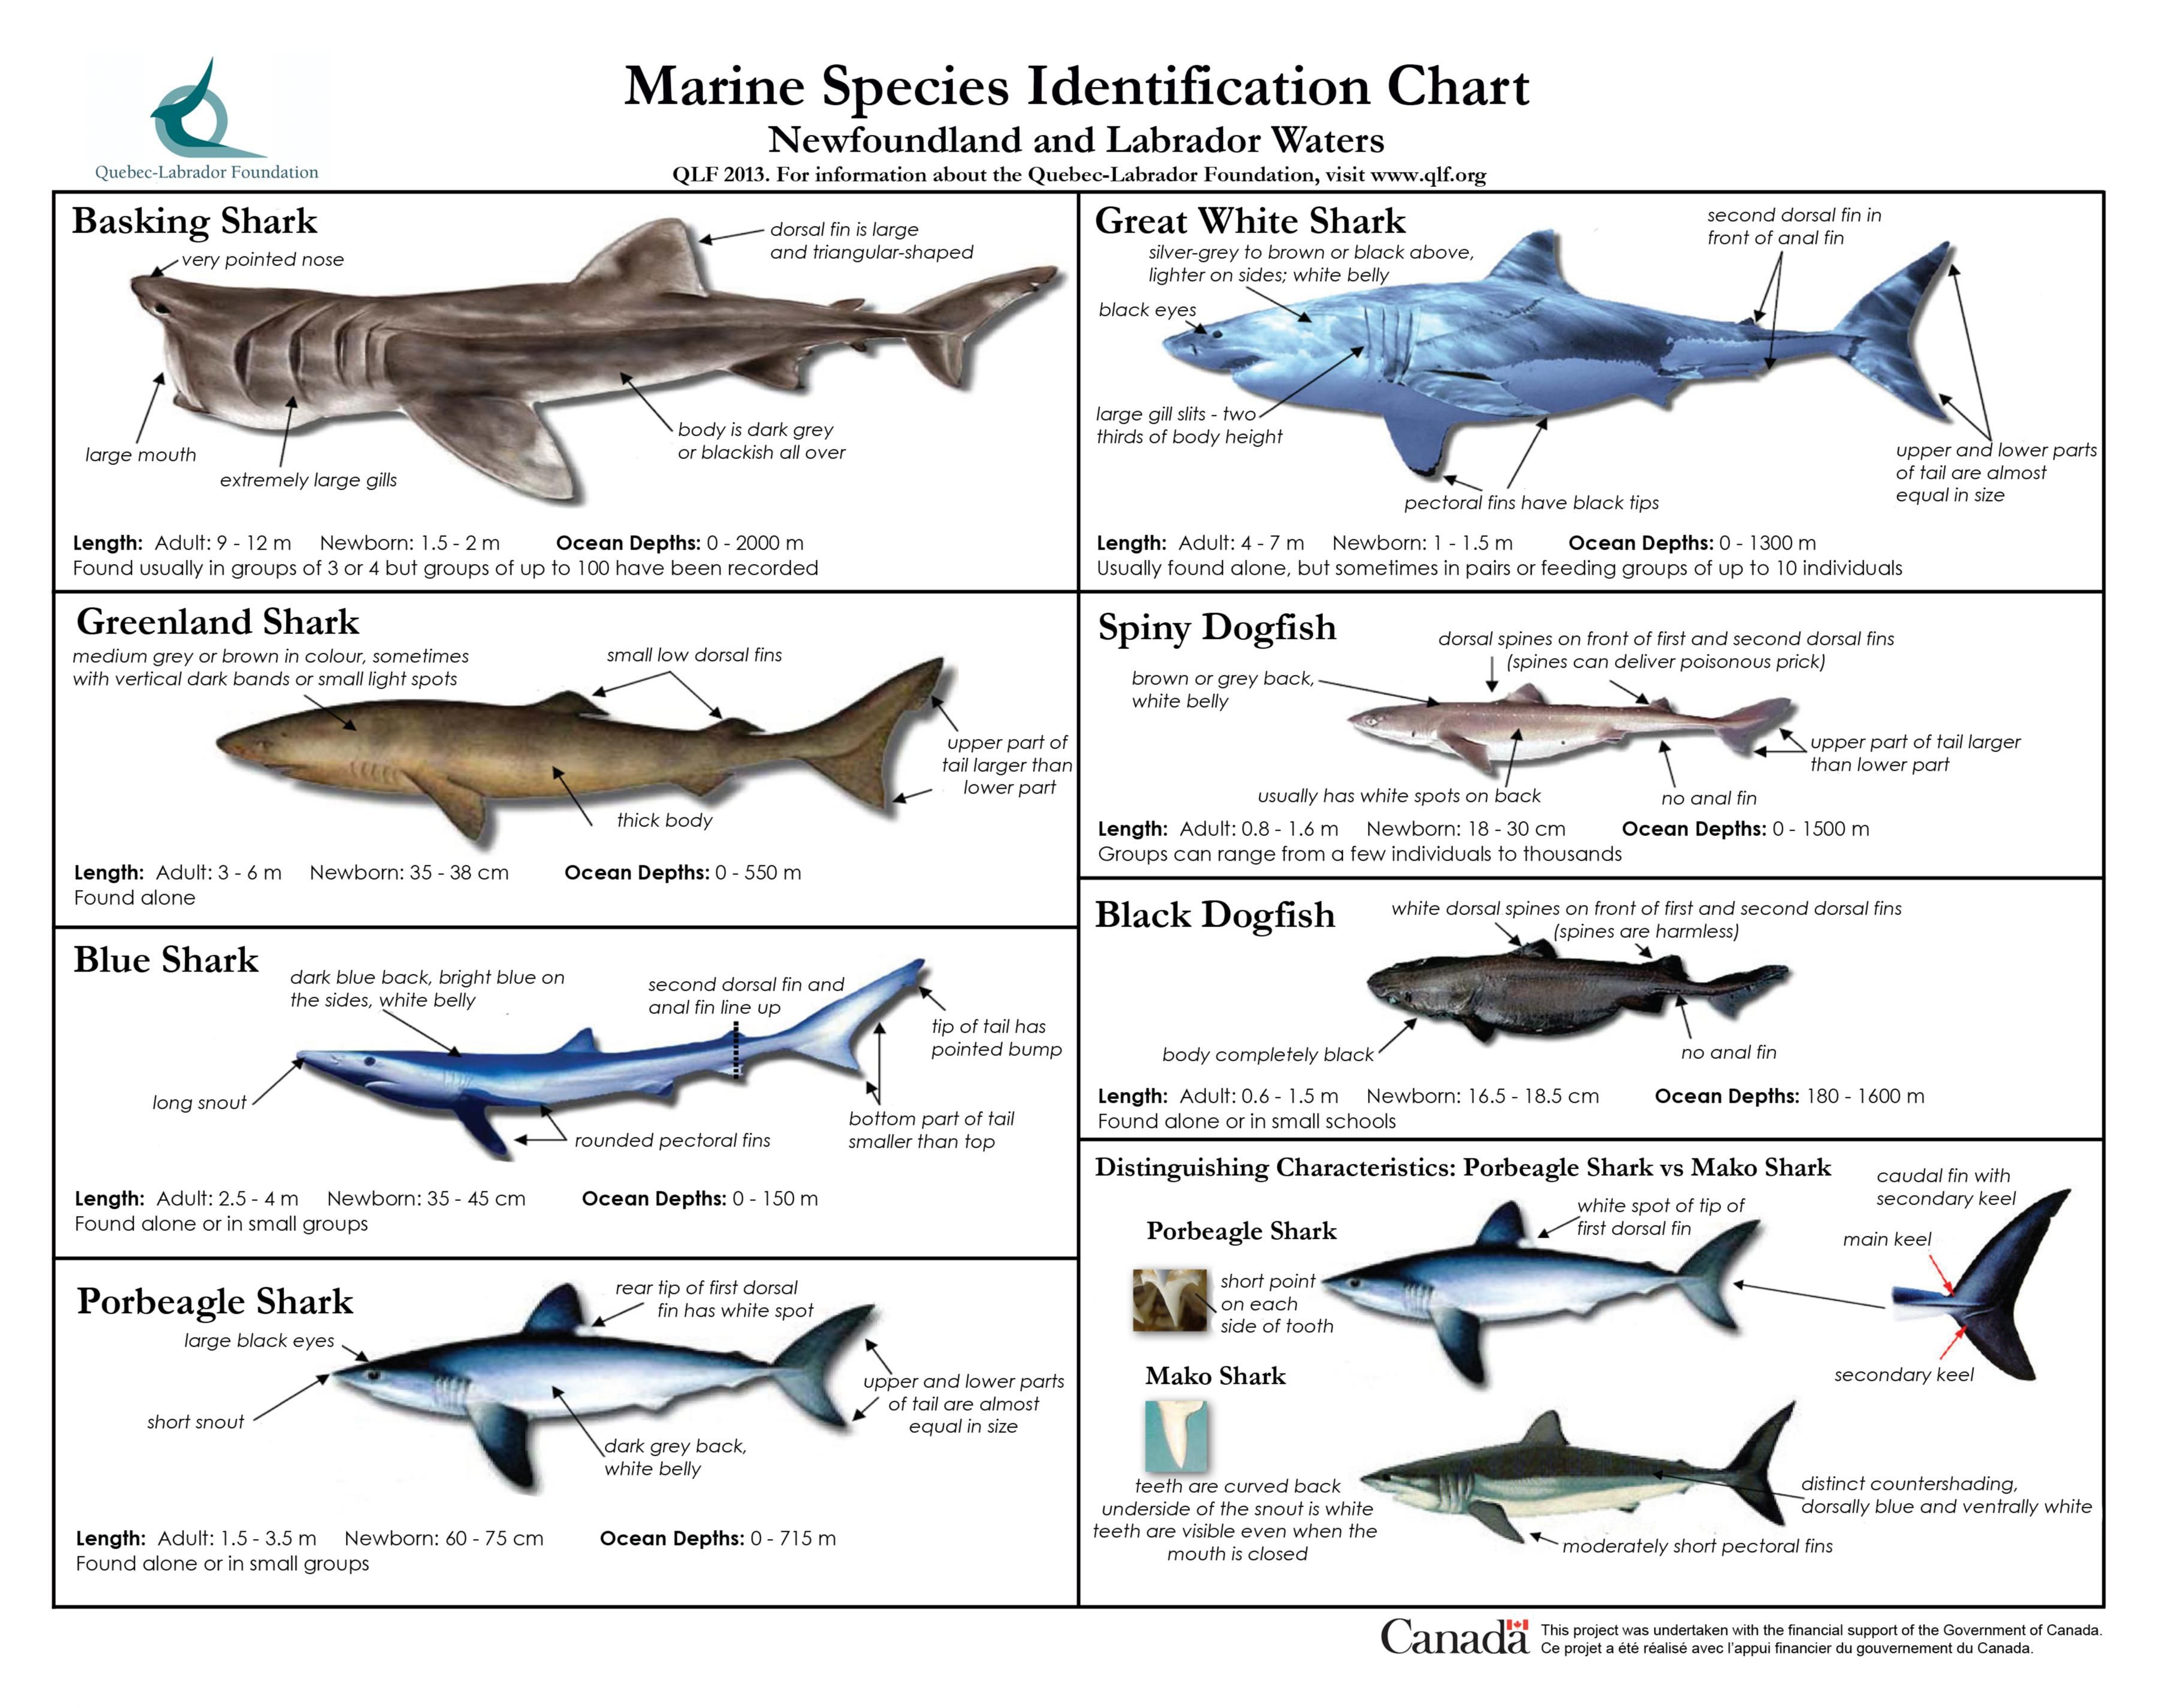 Quebec-Labrador Foundation
Marine Species Identification Chart
Newfoundland and Labrador Waters
QLF 2013. For information about the Quebec-Labrador Foundation, visit www.qlf.org
Basking Shark
very pointed nose
dorsal fin is large
and triangular-shaped
large mouth
extremely large gills
body is dark grey
or blackish all over
Length: Adult: 9 - 12 m Newborn: 1.5 - 2 m Ocean Depths: 0 - 2000 m
Found usually in groups of 3 or 4 but groups of up to 100 have been recorded
Great White Shark
silver-grey to brown or black above,
lighter on sides; white belly
second dorsal fin in
front of anal fin
black eyes
large gill slits - two
thirds of body height
pectoral fins have black tips
upper and lower parts
of tail are almost
equal in size
Length: Adult: 4 - 7 m Newborn: 1 - 1.5 m Ocean Depths: 0 - 1300 m
Usually found alone, but sometimes in pairs or feeding groups of up to 10 individuals
Greenland Shark
medium grey or brown in colour, sometimes
with vertical dark bands or small light spots
small low dorsal fins
upper part of
tail larger than
lower part
thick body
Length: Adult: 3 - 6 m Newborn: 35 - 38 cm Ocean Depths: 0 - 550 m
Found alone
Spiny Dogfish
dorsal spines on front of first and second dorsal fins
(spines can deliver poisonous prick)
brown or grey back,
white belly
upper part of tail larger
than lower part
usually has white spots on back
no anal fin
Length: Adult: 0.8 - 1.6 m Newborn: 18 - 30 cm Ocean Depths: 0 - 1500 m
Groups can range from a few individuals to thousands
Blue Shark
dark blue back, bright blue on
the sides, white belly
second dorsal fin and
anal fin line up
tip of tail has
pointed bump
long snout
rounded pectoral fins
bottom part of tail
smaller than top
Length: Adult: 2.5 - 4 m Newborn: 35 - 45 cm Ocean Depths: 0 - 150 m
Found alone or in small groups
Black Dogfish
white dorsal spines on front of first and second dorsal fins
(spines are harmless)
body completely black
no anal fin
Length: Adult: 0.6 - 1.5 m Newborn: 16.5 - 18.5 cm Ocean Depths: 180 - 1600 m
Found alone or in small schools
Porbeagle Shark
rear tip of first dorsal
fin has white spot
large black eyes
short snout
upper and lower parts
of tail are almost
equal in size
dark grey back,
white belly
Length: Adult: 1.5 - 3.5 m Newborn: 60 - 75 cm Ocean Depths: 0 - 715 m
Found alone or in small groups
Distinguishing Characteristics: Porbeagle Shark vs Mako Shark
Porbeagle Shark
white spot of tip of
first dorsal fin
caudal fin with
secondary keel
main keel
short point
on each
side of tooth
secondary keel
Mako Shark
teeth are curved back
underside of the snout is white
teeth are visible even when the
mouth is closed
distinct countershading,
dorsally blue and ventrally white
moderately short pectoral fins
Canada
This project was undertaken with the financial support of the Government of Canada.
Ce projet a été réalisé avec l'appui financier du gouvernement du Canada.